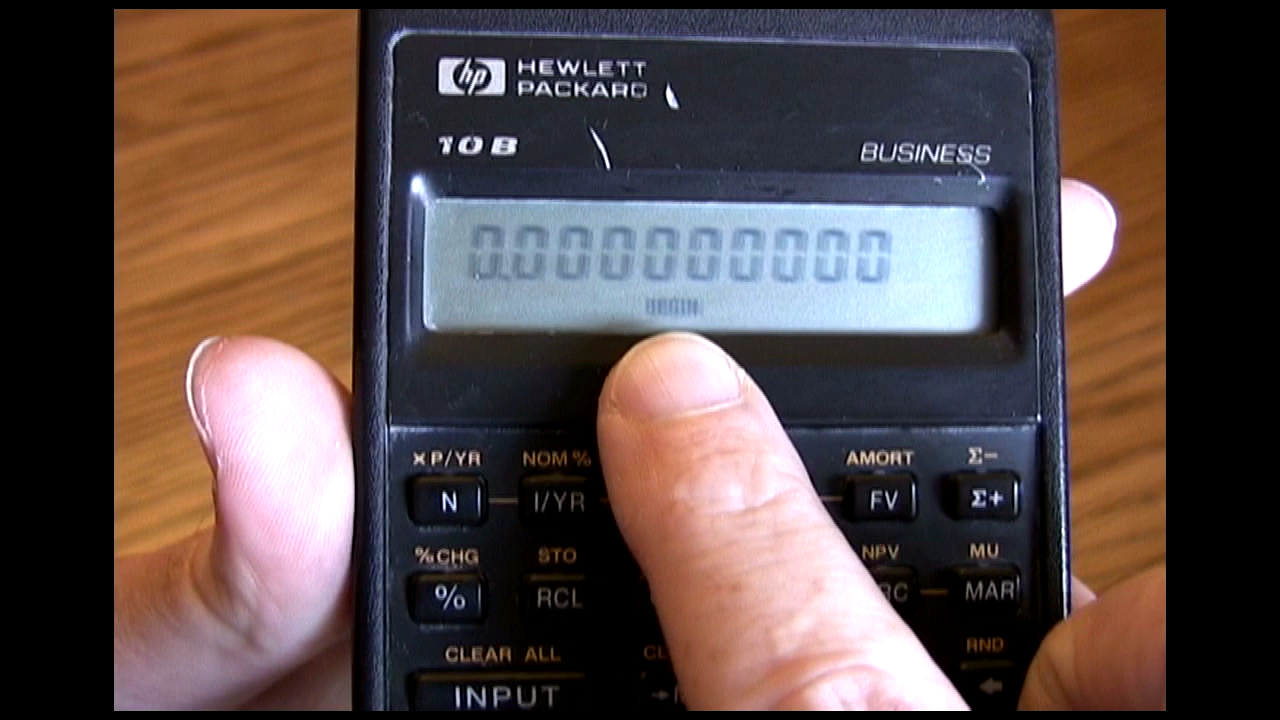 hp HEWLETT
PACKARD
10B BUSINESS
0.000000000
BEGIN
×P/YR NOM% AMORT Σ−
N I/YR FV Σ+
%CHG STO NPV MU
% RCL MAR
CLEAR ALL RND
INPUT ←